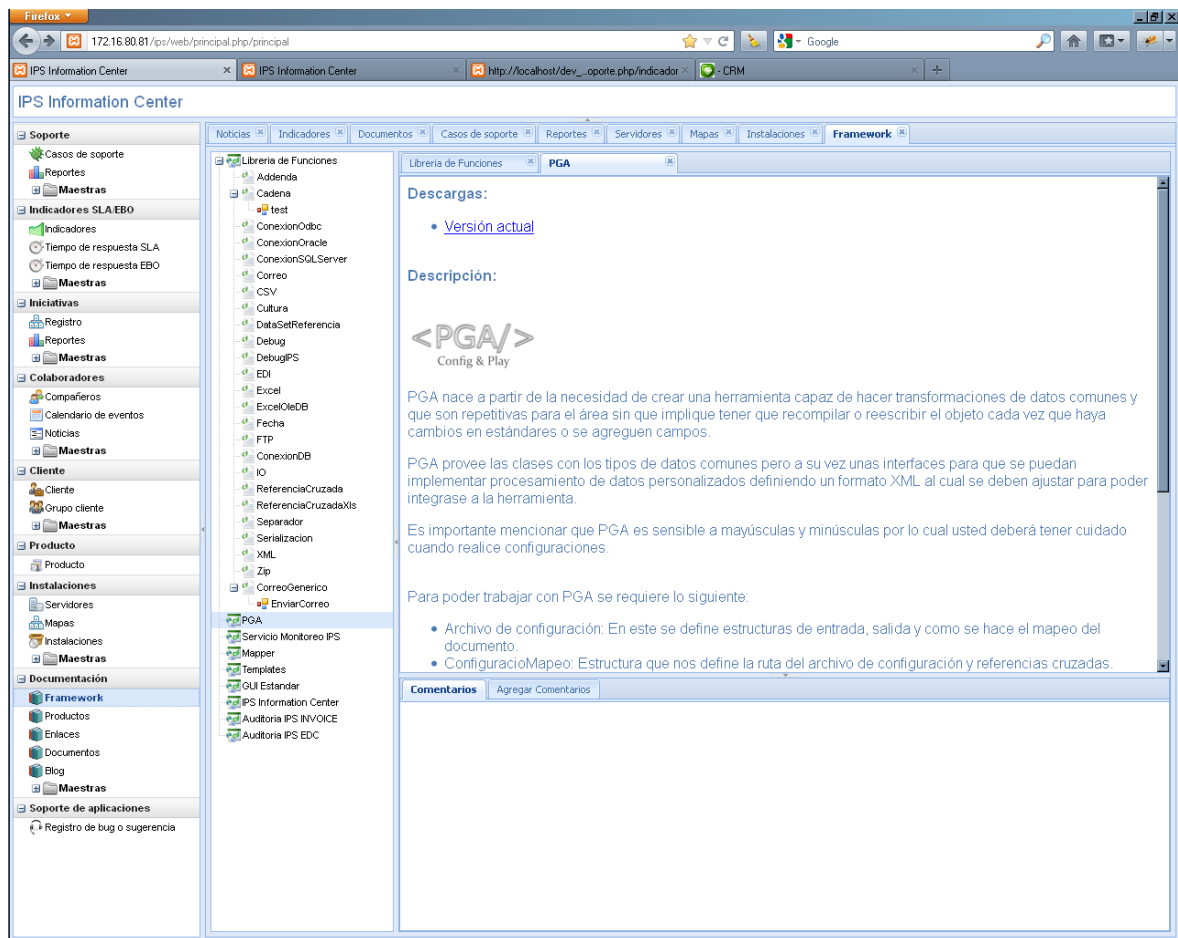 Firefox
172.16.80.81/ips/web/principal.php/principal
Google
IPS Information Center
IPS Information Center
http://localhost/dev_...oporte.php/indicador
- CRM
IPS Information Center
Soporte
Casos de soporte
Reportes
Maestras
Indicadores SLA/EBO
Indicadores
Tiempo de respuesta SLA
Tiempo de respuesta EBO
Maestras
Iniciativas
Registro
Reportes
Maestras
Colaboradores
Compañeros
Calendario de eventos
Noticias
Maestras
Cliente
Cliente
Grupo cliente
Maestras
Producto
Producto
Instalaciones
Servidores
Mapas
Instalaciones
Maestras
Documentación
Framework
Productos
Enlaces
Documentos
Blog
Maestras
Soporte de aplicaciones
Registro de bug o sugerencia
Noticias
Indicadores
Documentos
Casos de soporte
Reportes
Servidores
Mapas
Instalaciones
Framework
Libreria de Funciones
Addenda
Cadena
test
ConexionOdbc
ConexionOracle
ConexionSQLServer
Correo
CSV
Cultura
DataSetReferencia
Debug
DebugIPS
EDI
Excel
ExcelOleDB
Fecha
FTP
ConexionDB
IO
ReferenciaCruzada
ReferenciaCruzadaXls
Separador
Serializacion
XML
Zip
CorreoGenerico
EnviarCorreo
PGA
Servicio Monitoreo IPS
Mapper
Templates
GUI Estandar
IPS Information Center
Auditoria IPS INVOICE
Auditoria IPS EDC
Libreria de Funciones
PGA
Descargas:
Versión actual
Descripción:
<PGA/>
Config & Play
PGA nace a partir de la necesidad de crear una herramienta capaz de hacer transformaciones de datos comunes y
que son repetitivas para el área sin que implique tener que recompilar o reescribir el objeto cada vez que haya
cambios en estándares o se agreguen campos.
PGA provee las clases con los tipos de datos comunes pero a su vez unas interfaces para que se puedan
implementar procesamiento de datos personalizados definiendo un formato XML al cual se deben ajustar para poder
integrase a la herramienta.
Es importante mencionar que PGA es sensible a mayúsculas y minúsculas por lo cual usted deberá tener cuidado
cuando realice configuraciones.
Para poder trabajar con PGA se requiere lo siguiente:
Archivo de configuración: En este se define estructuras de entrada, salida y como se hace el mapeo del
documento.
ConfiguracioMapeo: Estructura que nos define la ruta del archivo de configuración y referencias cruzadas.
Comentarios
Agregar Comentarios